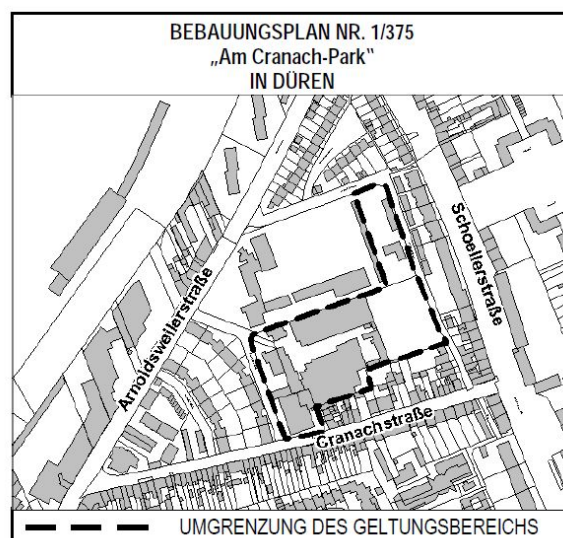 BEBAUUNGSPLAN NR. 1/375
„Am Cranach-Park“
IN DÜREN
Arnoldsweilerstraße
Schoellerstraße
Cranachstraße
UMGRENZUNG DES GELTUNGSBEREICHS